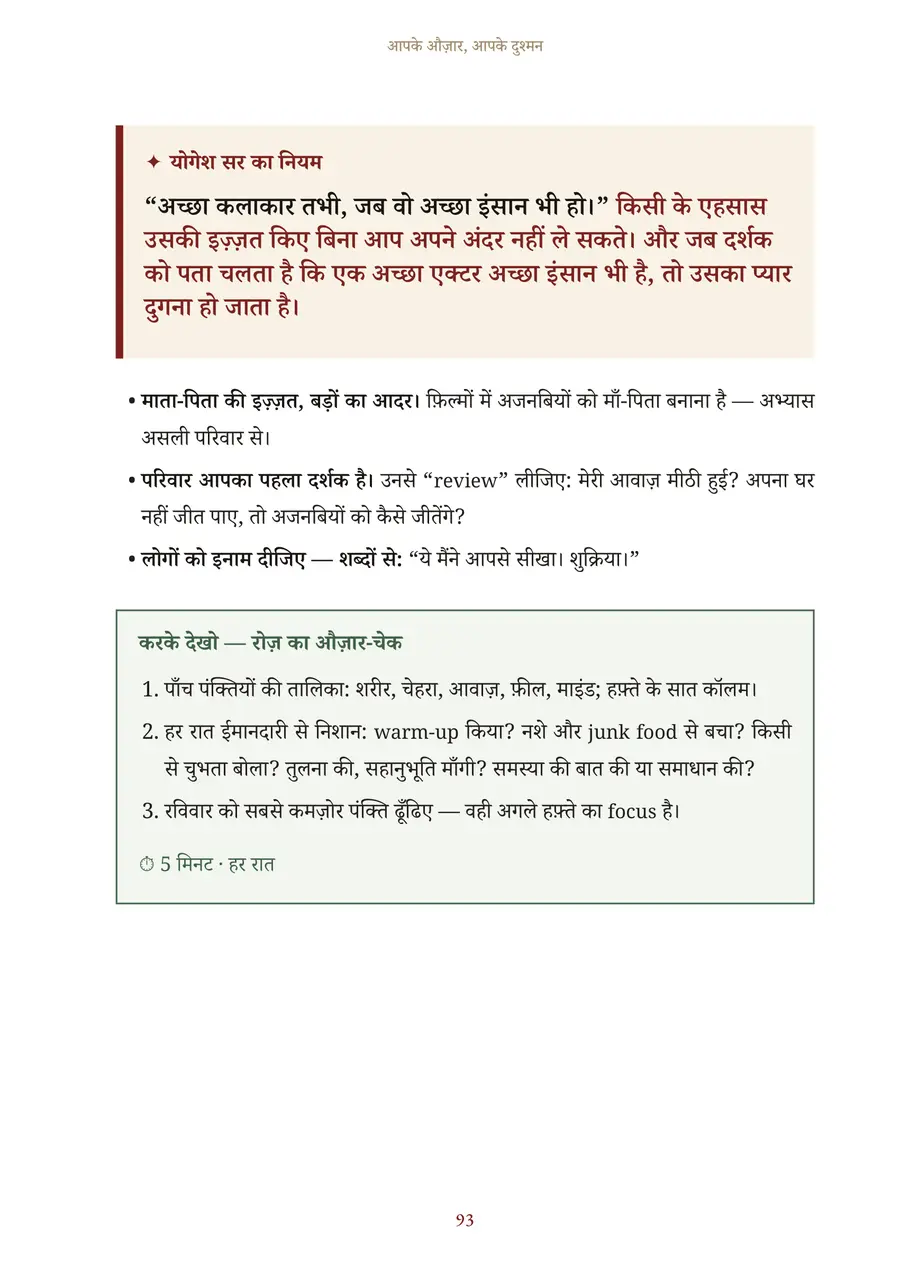 आपके औज़ार, आपके दुश्मन
✦ योगेश सर का नियम
“अच्छा कलाकार तभी, जब वो अच्छा इंसान भी हो।” किसी के एहसास
उसकी इज़्ज़त किए बिना आप अपने अंदर नहीं ले सकते। और जब दर्शक
को पता चलता है कि एक अच्छा एक्टर अच्छा इंसान भी है, तो उसका प्यार
दुगना हो जाता है।
• माता-पिता की इज़्ज़त, बड़ों का आदर। फ़िल्मों में अजनबियों को माँ-पिता बनाना है — अभ्यास
असली परिवार से।
• परिवार आपका पहला दर्शक है। उनसे “review” लीजिए: मेरी आवाज़ मीठी हुई? अपना घर
नहीं जीत पाए, तो अजनबियों को कैसे जीतेंगे?
• लोगों को इनाम दीजिए — शब्दों से: “ये मैंने आपसे सीखा। शुक्रिया।”
करके देखो — रोज़ का औज़ार-चेक
1. पाँच पंक्तियों की तालिका: शरीर, चेहरा, आवाज़, फ़ील, माइंड; हफ़्ते के सात कॉलम।
2. हर रात ईमानदारी से निशान: warm-up किया? नशे और junk food से बचा? किसी
से चुभता बोला? तुलना की, सहानुभूति माँगी? समस्या की बात की या समाधान की?
3. रविवार को सबसे कमज़ोर पंक्ति ढूँढिए — वही अगले हफ़्ते का focus है।
⏱ 5 मिनट · हर रात
93